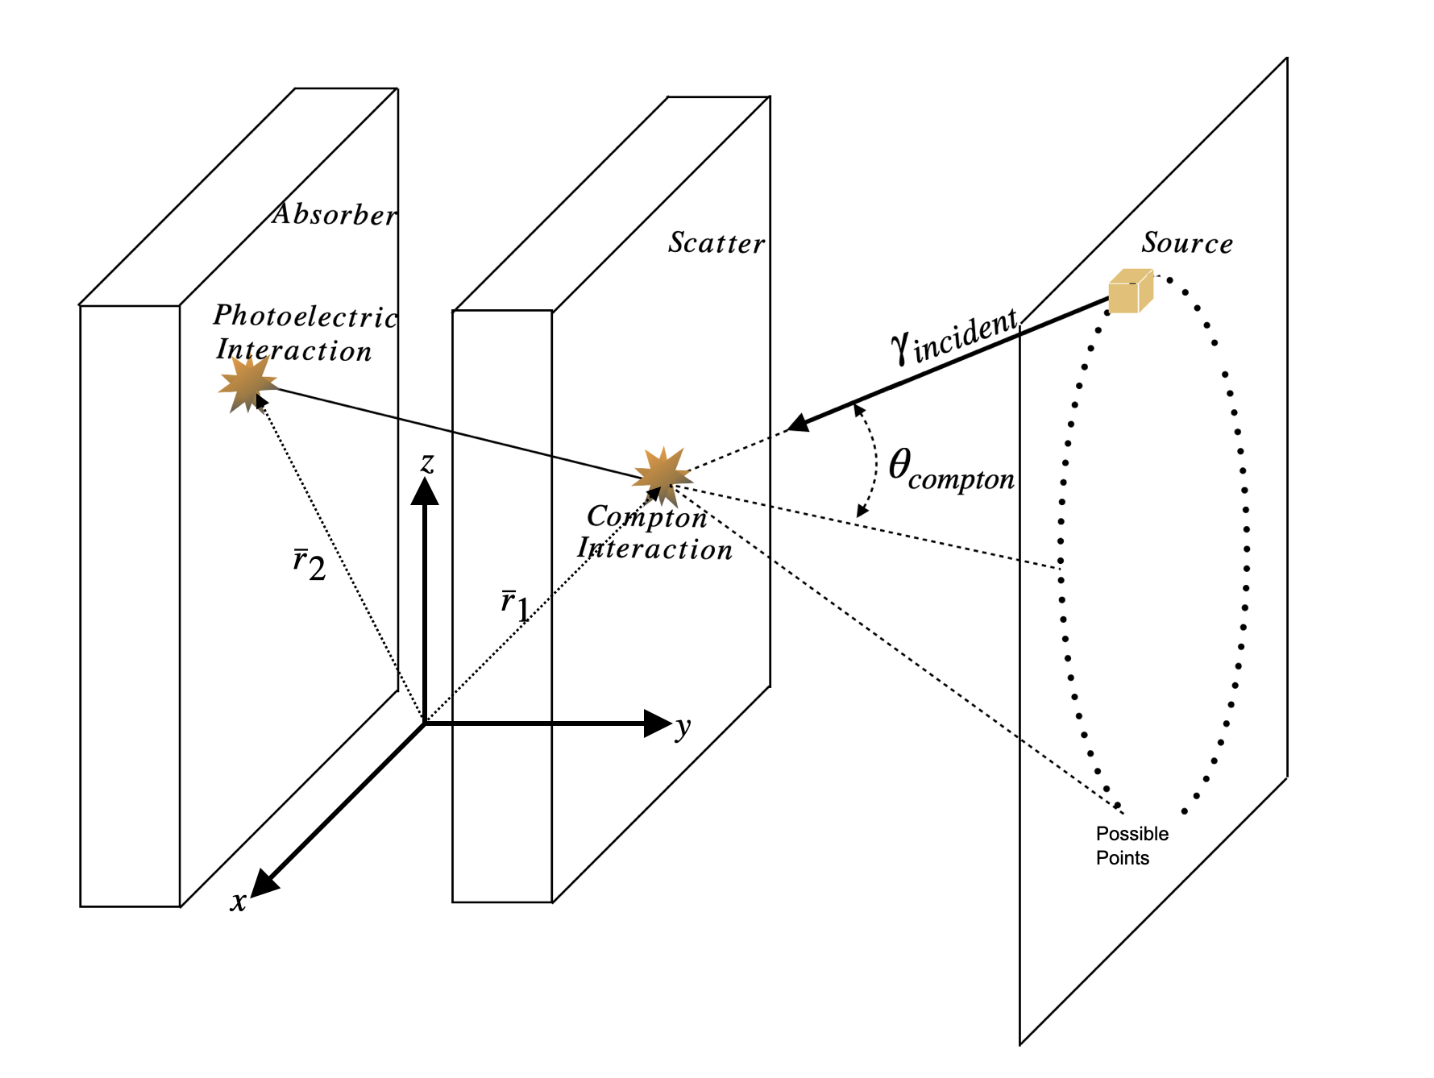 Absorber
Scatter
Source
Photoelectric
Interaction
γincident
z
θcompton
Compton
Interaction
r̄2
r̄1
y
Possible
Points
x